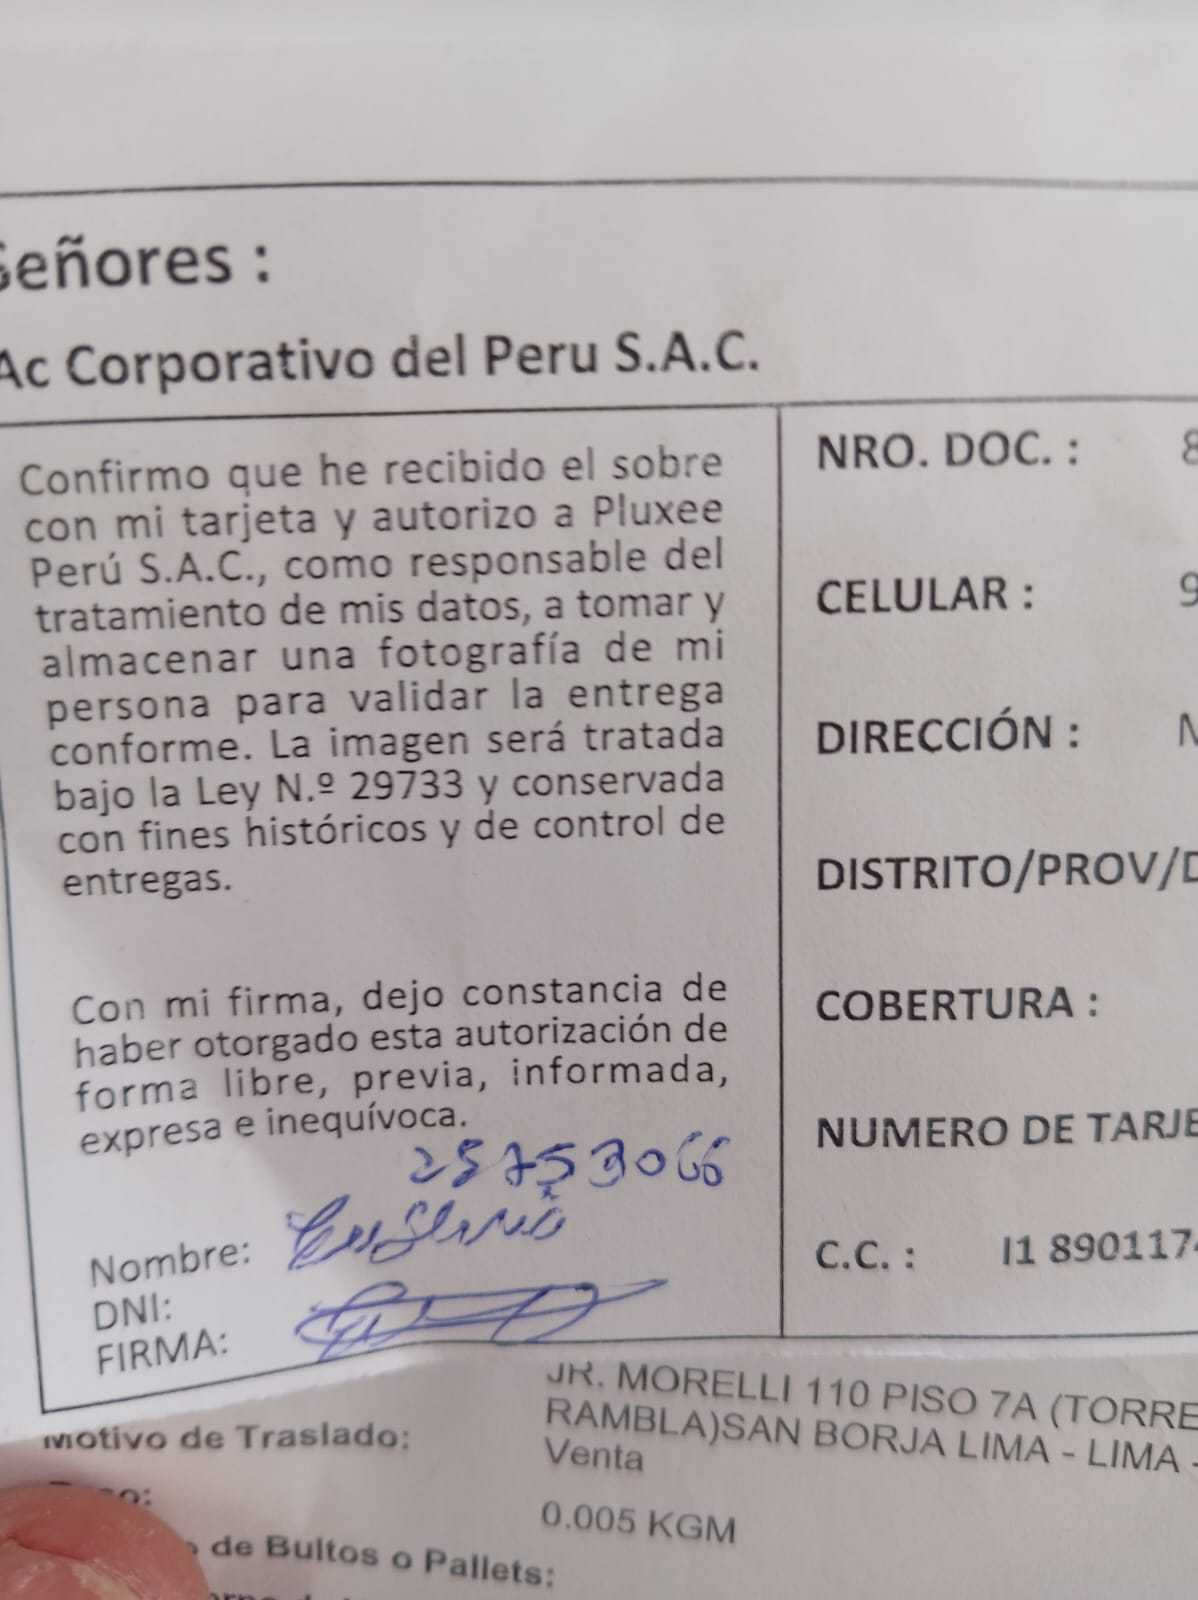 Señores :
Ac Corporativo del Peru S.A.C.
Confirmo que he recibido el sobre
con mi tarjeta y autorizo a Pluxee
Perú S.A.C., como responsable del
tratamiento de mis datos, a tomar y
almacenar una fotografía de mi
persona para validar la entrega
conforme. La imagen será tratada
bajo la Ley N.º 29733 y conservada
con fines históricos y de control de
entregas.
Con mi firma, dejo constancia de
haber otorgado esta autorización de
forma libre, previa, informada,
expresa e inequívoca.
25753066
Nombre: Eugenio
DNI:
FIRMA:
NRO. DOC. : 8
CELULAR : 9
DIRECCIÓN :
DISTRITO/PROV/D
COBERTURA :
NUMERO DE TARJE
C.C. : I1 8901174
JR. MORELLI 110 PISO 7A (TORRE
RAMBLA)SAN BORJA LIMA - LIMA -
Motivo de Traslado: Venta
0.005 KGM
de Bultos o Pallets: